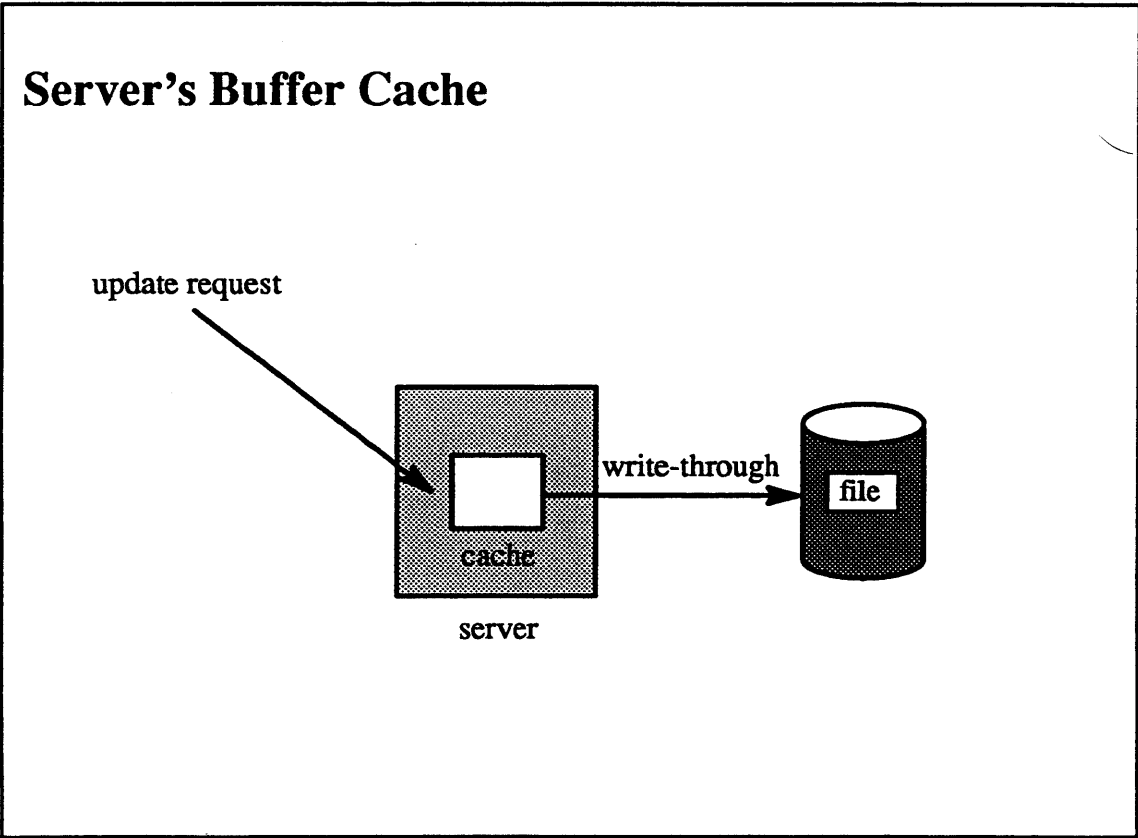 Server's Buffer Cache
update request
write-through
file
cache
server